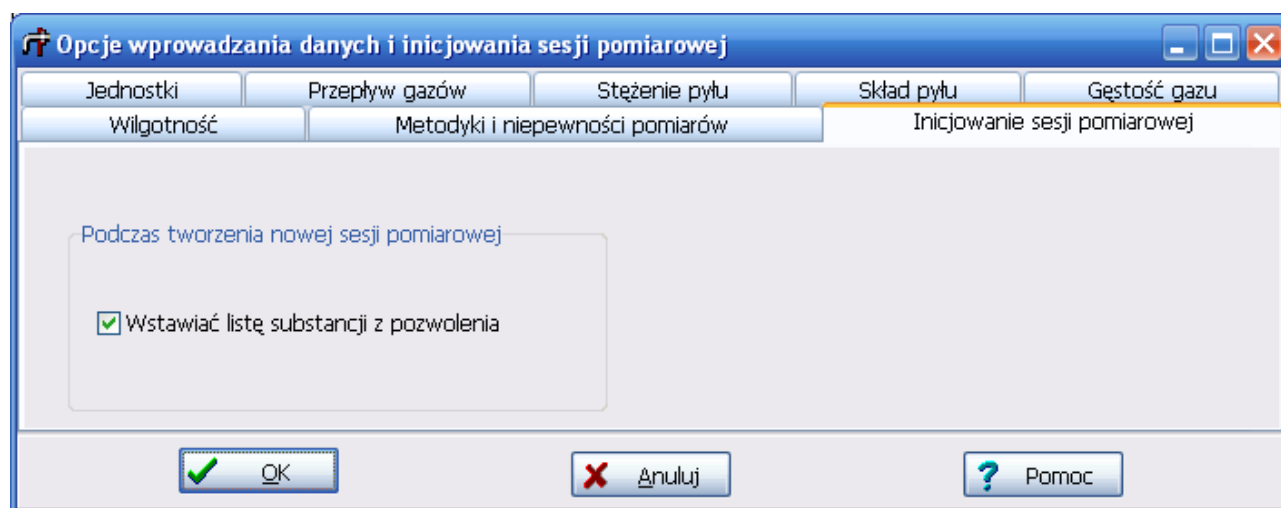 Opcje wprowadzania danych i inicjowania sesji pomiarowej
Jednostki Przepływ gazów Stężenie pyłu Skład pyłu Gęstość gazu
Wilgotność Metodyki i niepewności pomiarów Inicjowanie sesji pomiarowej
Podczas tworzenia nowej sesji pomiarowej
Wstawiać listę substancji z pozwolenia
OK Anuluj Pomoc